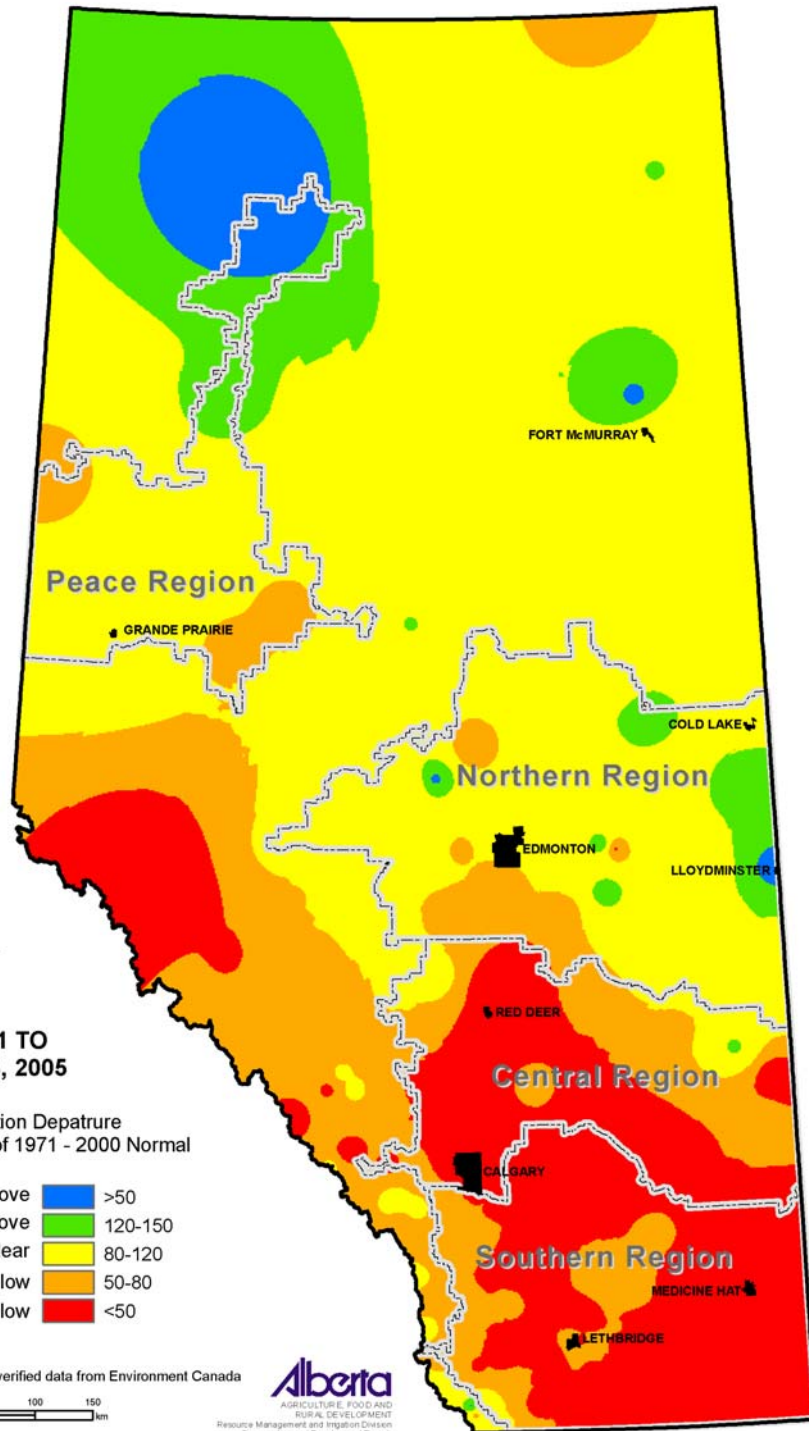 FORT McMURRAY
Peace Region
GRANDE PRAIRIE
COLD LAKE
Northern Region
EDMONTON
LLOYDMINSTER
1 TO
, 2005
RED DEER
Central Region
tion Depatrure
of 1971 - 2000 Normal
CALGARY
ove >50
ove 120-150
ear 80-120
low 50-80
low <50
Southern Region
MEDICINE HAT
LETHBRIDGE
verified data from Environment Canada
100 150
km
Alberta
AGRICULTURE, FOOD AND
RURAL DEVELOPMENT
Resource Management and Irrigation Division